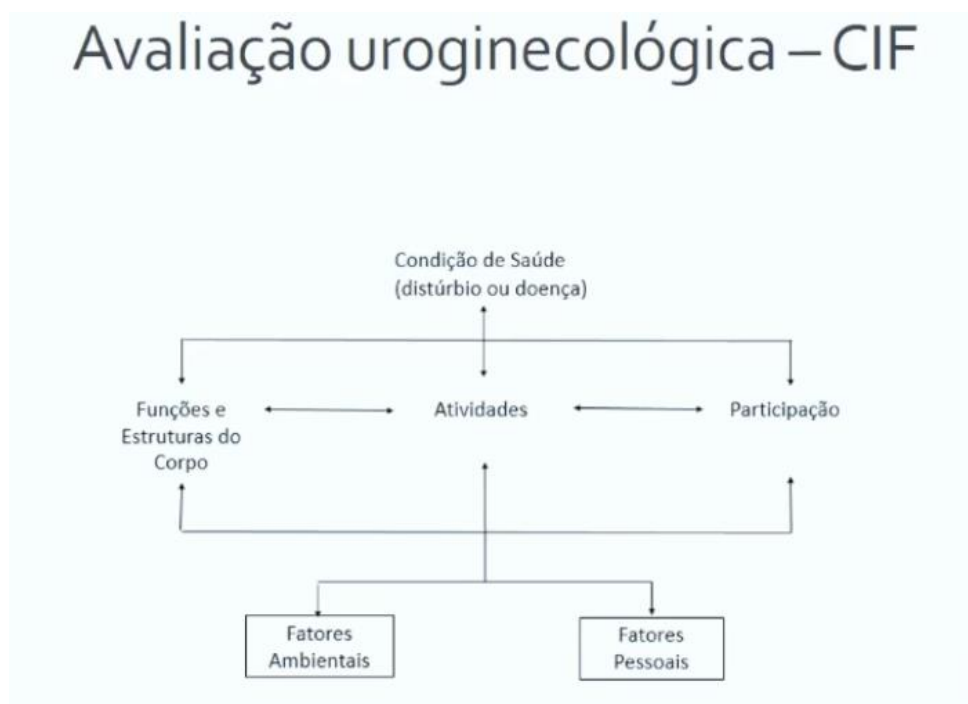 Avaliação uroginecológica – CIF
Condição de Saúde
(distúrbio ou doença)
Funções e
Estruturas do
Corpo
Atividades
Participação
Fatores
Ambientais
Fatores
Pessoais